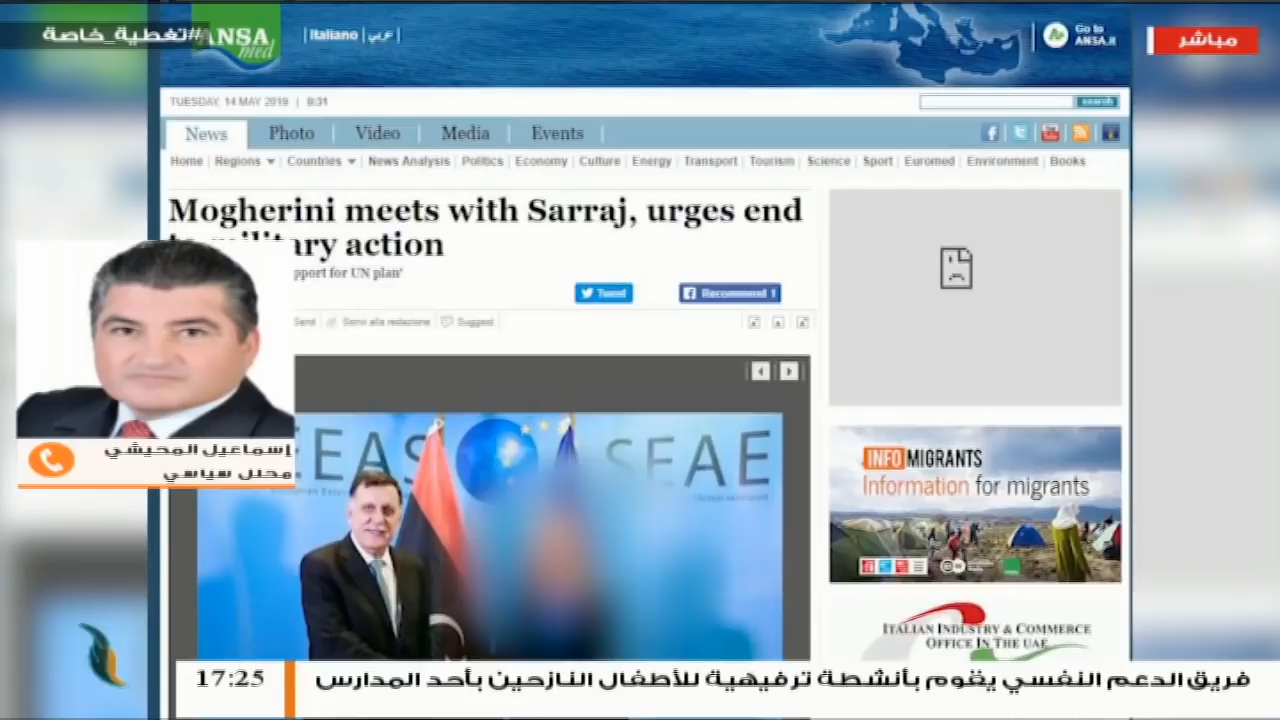 #تغطية_خاصة
ANSA
med
Italiano
عربي
Go to
ANSA.it
مباشر
TUESDAY, 14 MAY 2019 | 8:31
search
News
Photo
Video
Media
Events
Home
Regions
Countries
News Analysis
Politics
Economy
Culture
Energy
Transport
Tourism
Science
Sport
Euromed
Environment
Books
Mogherini meets with Sarraj, urges end
to military action
pport for UN plan'
Tweet
Recommend 1
Send
Scrivi alla redazione
Suggest
إسماعيل المحيشي
محلل سياسي
EEAS
SEAE
INFOMIGRANTS
Information for migrants
ITALIAN INDUSTRY & COMMERCE
OFFICE IN THE UAE
17:25
فريق الدعم النفسي يقوم بأنشطة ترفيهية للأطفال النازحين بأحد المدارس